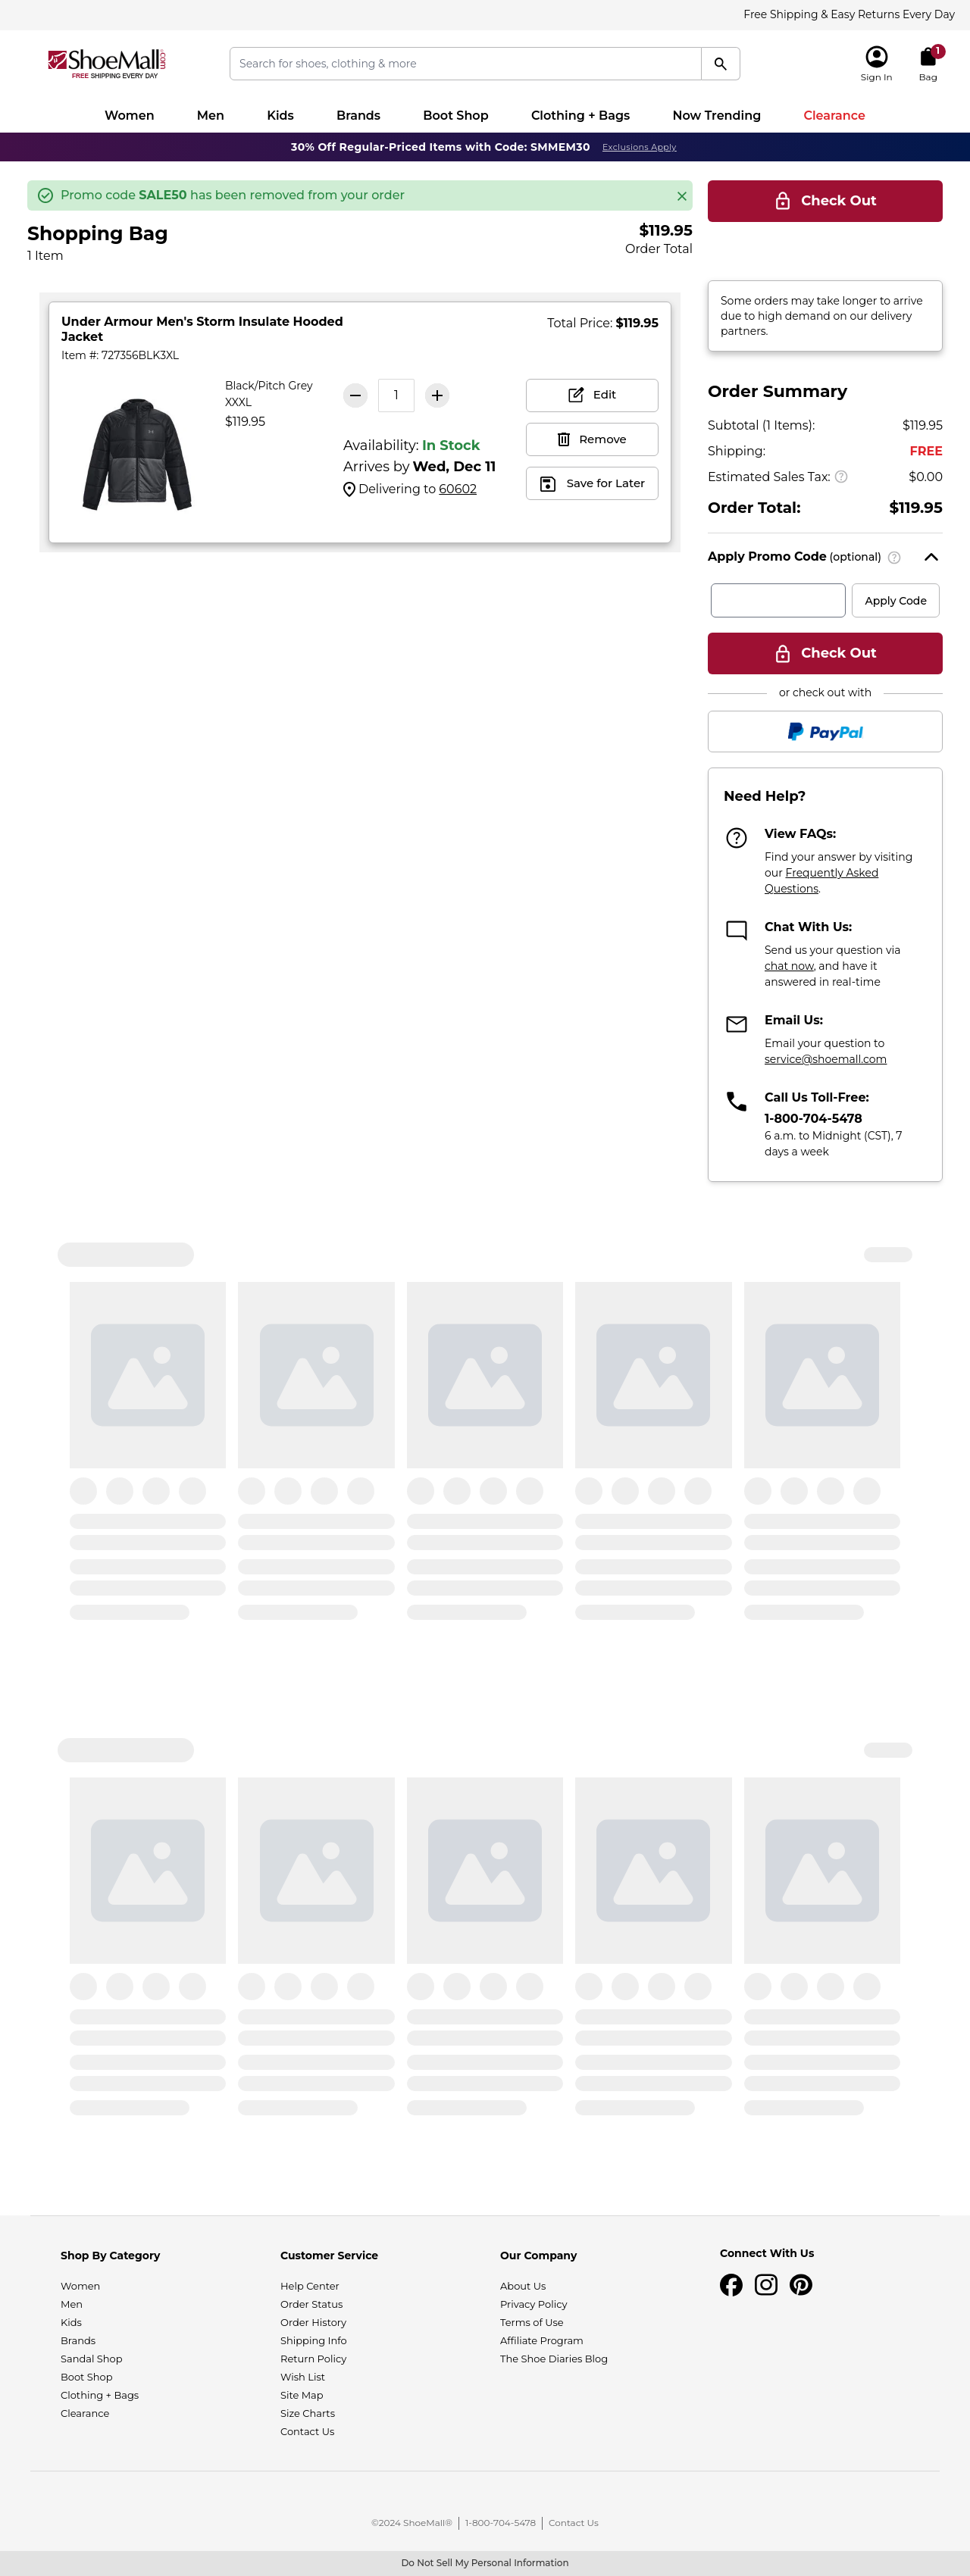 Free Shipping & Easy Returns Every Day
ShoeMall.com
FREE SHIPPING EVERY DAY
Search for shoes, clothing & more
Sign In
1
Bag
Women Men Kids Brands Boot Shop Clothing + Bags Now Trending Clearance
30% Off Regular-Priced Items with Code: SMMEM30 Exclusions Apply
Promo code SALE50 has been removed from your order
Shopping Bag
1 Item
$119.95
Order Total
Under Armour Men's Storm Insulate Hooded
Jacket
Item #: 727356BLK3XL
Total Price: $119.95
Black/Pitch Grey
XXXL
$119.95
1
Availability: In Stock
Arrives by Wed, Dec 11
Delivering to 60602
Edit
Remove
Save for Later
Check Out
Some orders may take longer to arrive
due to high demand on our delivery
partners.
Order Summary
Subtotal (1 Items): $119.95
Shipping: FREE
Estimated Sales Tax: $0.00
Order Total: $119.95
Apply Promo Code (optional)
Apply Code
Check Out
or check out with
PayPal
Need Help?
View FAQs:
Find your answer by visiting
our Frequently Asked
Questions.
Chat With Us:
Send us your question via
chat now, and have it
answered in real-time
Email Us:
Email your question to
service@shoemall.com
Call Us Toll-Free:
1-800-704-5478
6 a.m. to Midnight (CST), 7
days a week
Shop By Category
Women
Men
Kids
Brands
Sandal Shop
Boot Shop
Clothing + Bags
Clearance
Customer Service
Help Center
Order Status
Order History
Shipping Info
Return Policy
Wish List
Site Map
Size Charts
Contact Us
Our Company
About Us
Privacy Policy
Terms of Use
Affiliate Program
The Shoe Diaries Blog
Connect With Us
©2024 ShoeMall® 1-800-704-5478 Contact Us
Do Not Sell My Personal Information